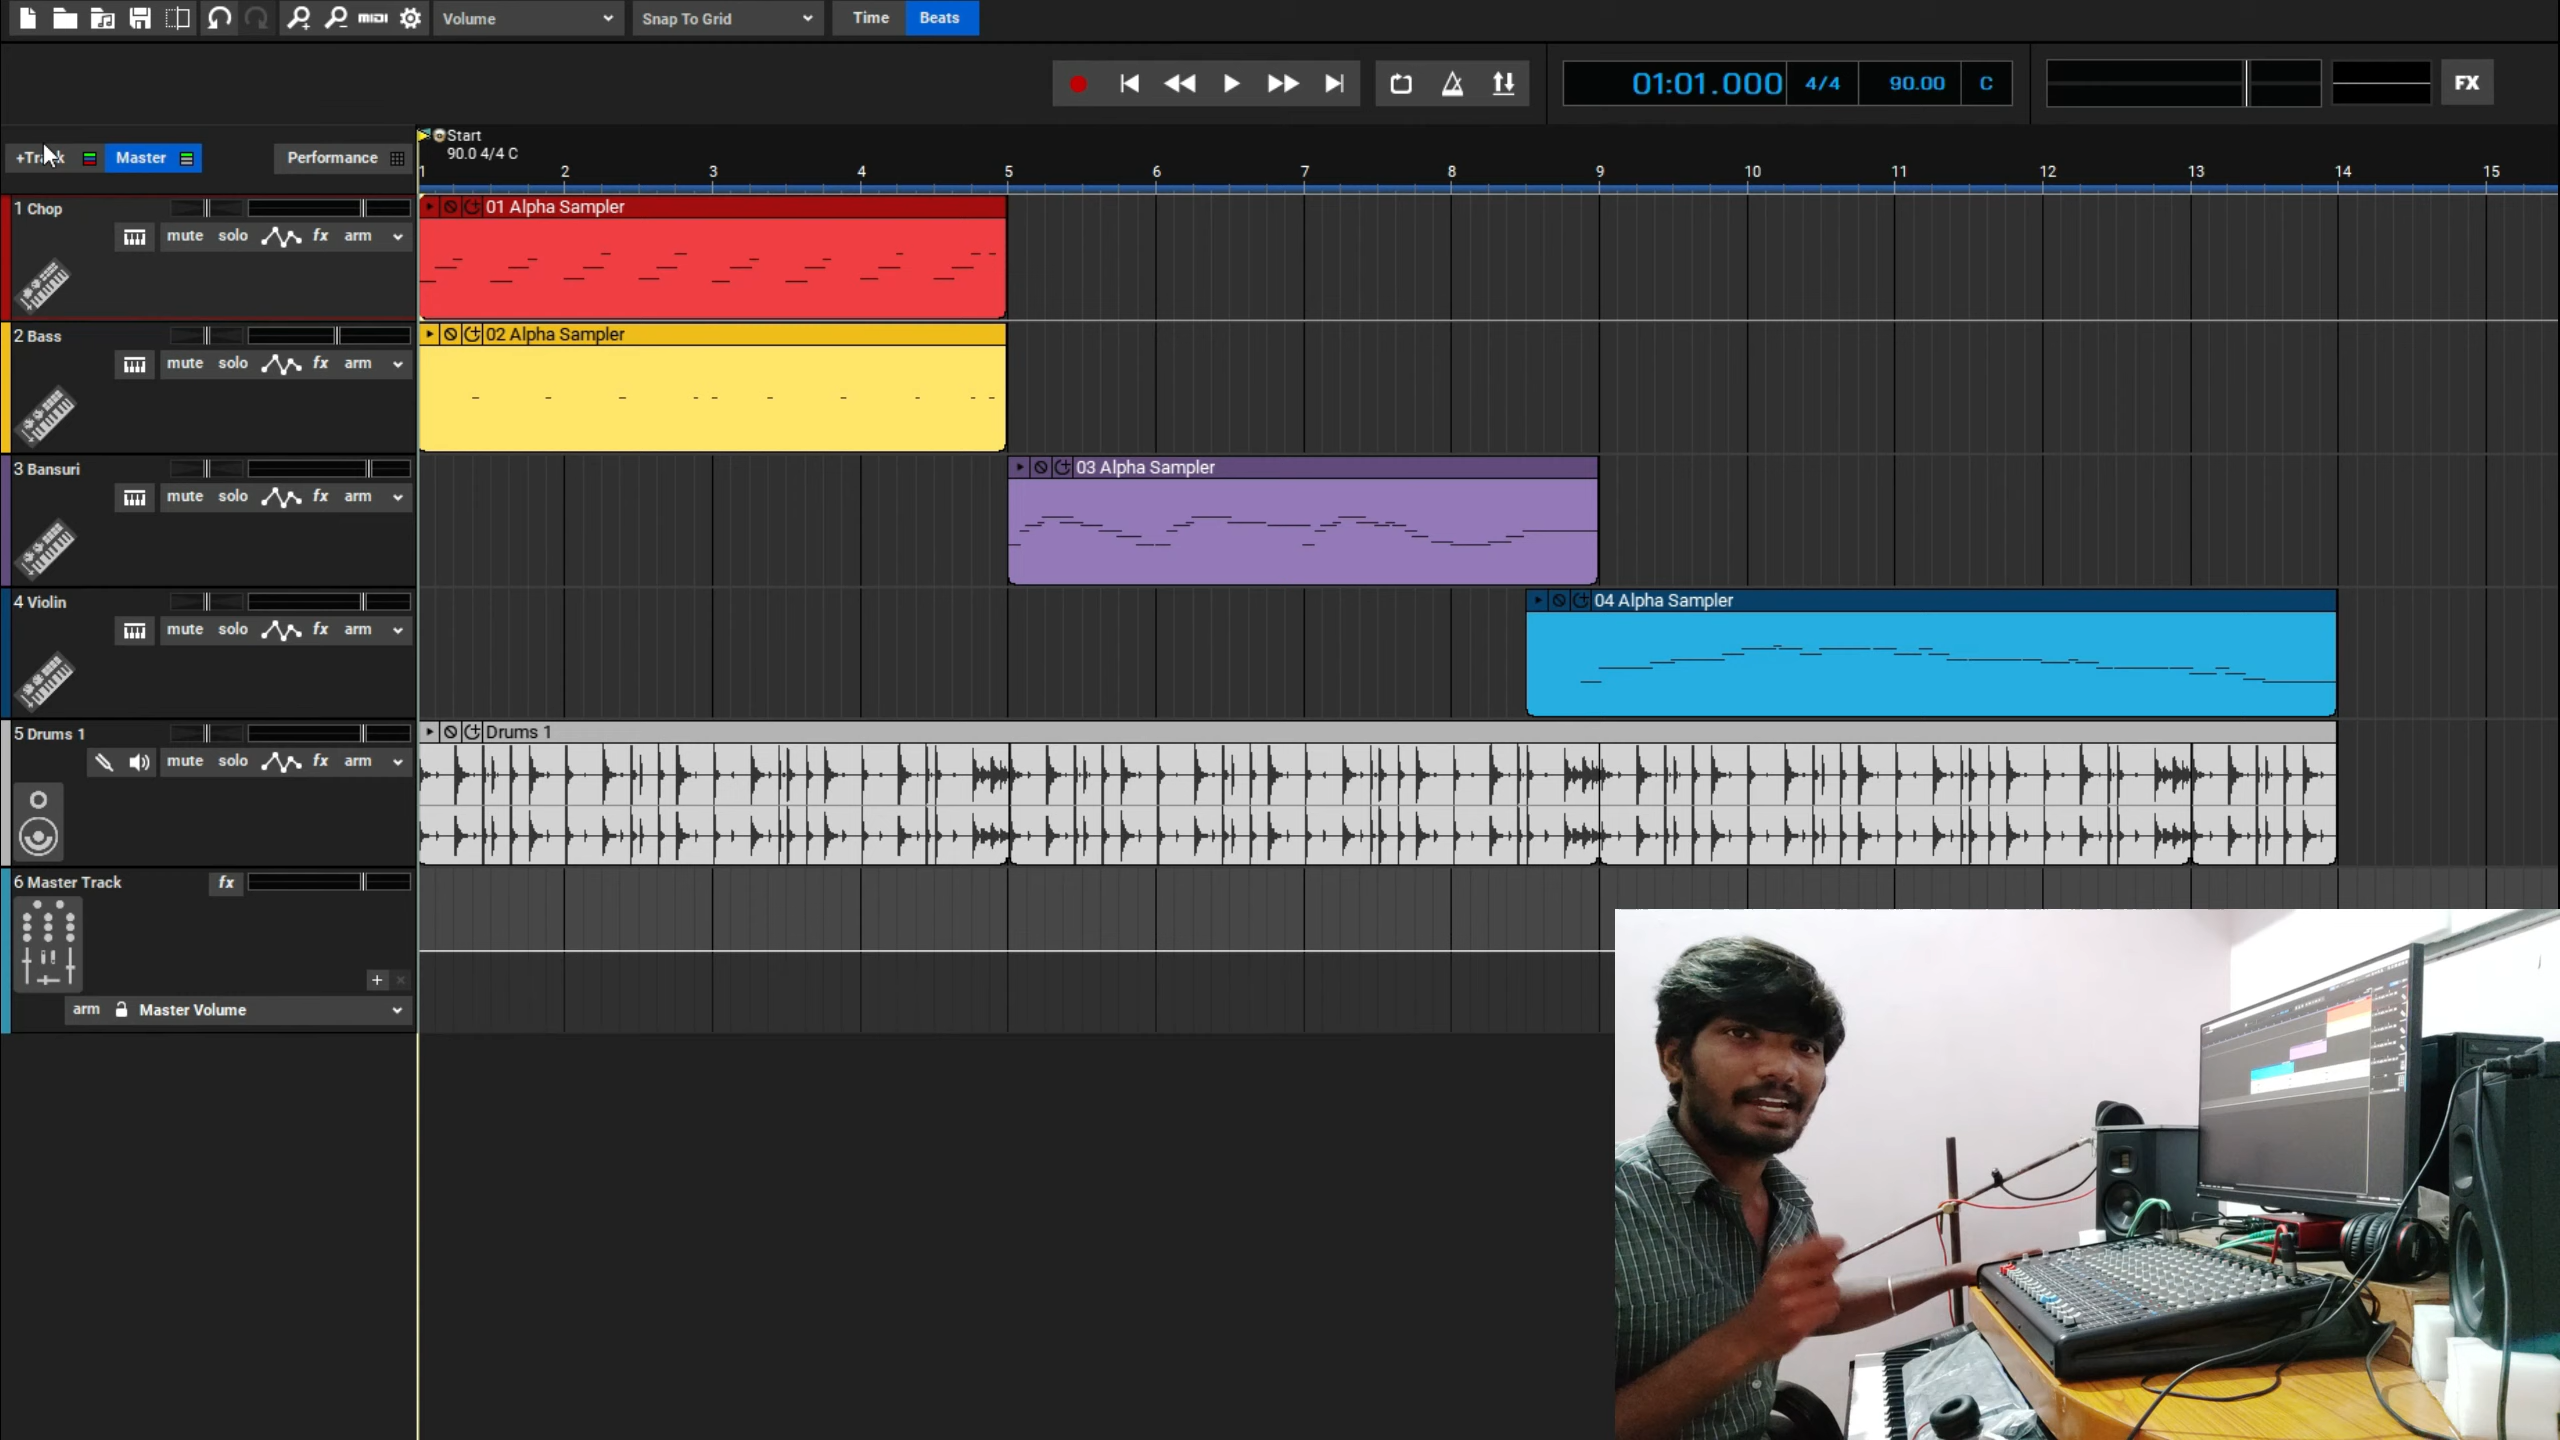 midi Volume Snap To Grid Time Beats
01:01.000 4/4 90.00 C FX
+Track Master Performance
Start
90.0 4/4 C
1 2 3 4 5 6 7 8 9 10 11 12 13 14 15
1 Chop
mute solo fx arm
01 Alpha Sampler
2 Bass
mute solo fx arm
02 Alpha Sampler
3 Bansuri
mute solo fx arm
03 Alpha Sampler
4 Violin
mute solo fx arm
04 Alpha Sampler
5 Drums 1
mute solo fx arm
Drums 1
6 Master Track fx
arm Master Volume